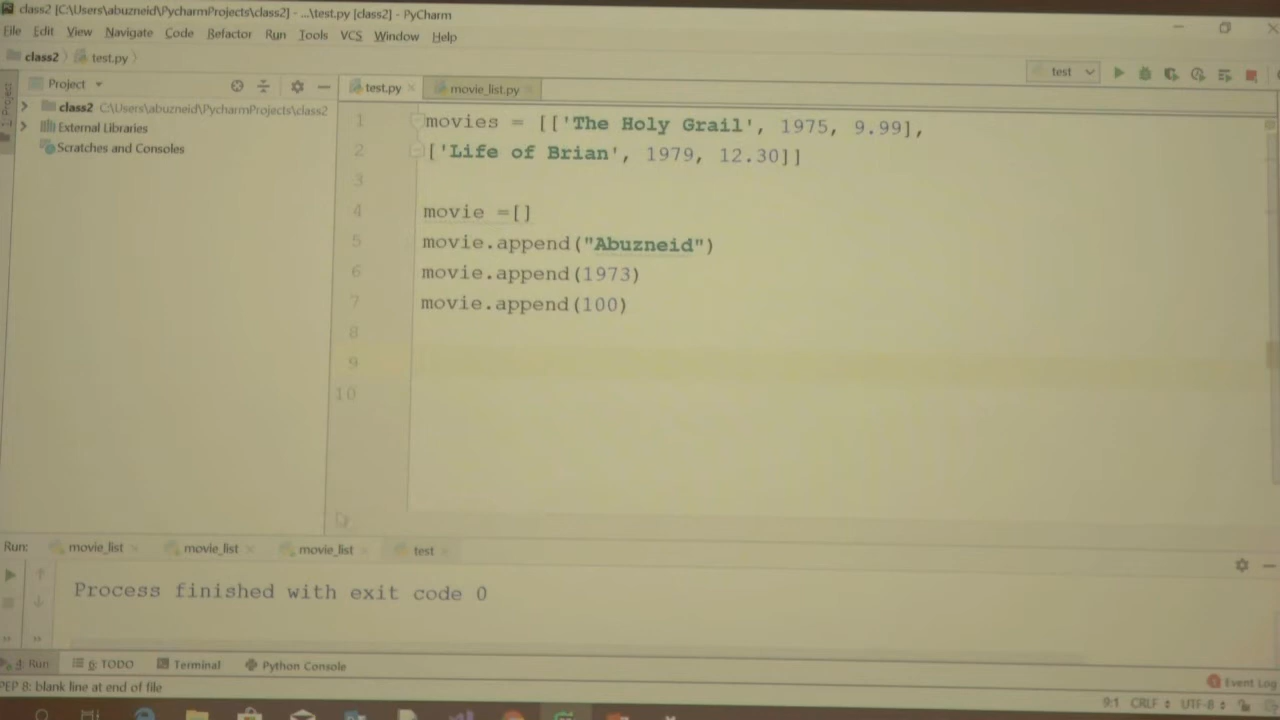 class2 [C:\Users\abuzneid\PycharmProjects\class2] - ...\test.py [class2] - PyCharm
File Edit View Navigate Code Refactor Run Tools VCS Window Help
class2 test.py
test
Project
test.py movie_list.py
1: Project
class2 C:\Users\abuzneid\PycharmProjects\class2
External Libraries
Scratches and Consoles
1 movies = [['The Holy Grail', 1975, 9.99],
2 ['Life of Brian', 1979, 12.30]]
3
4 movie =[]
5 movie.append("Abuzneid")
6 movie.append(1973)
7 movie.append(100)
8
9
10
Run: movie_list movie_list movie_list test
Process finished with exit code 0
4: Run 6: TODO Terminal Python Console
Event Log
PEP 8: blank line at end of file
9:1 CRLF UTF-8